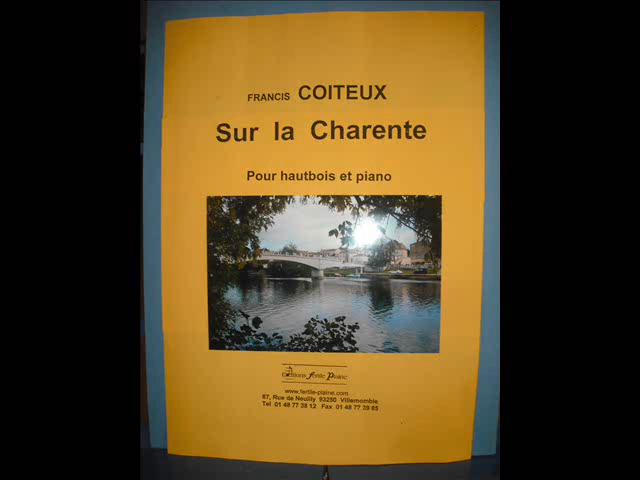 FRANCIS COITEUX
Sur la Charente
Pour hautbois et piano
Editions fertile Plaine
www.fertile-plaine.com
67, Rue de Neuilly 93250 Villemomble
Tel 01 48 77 38 12 Fax 01 48 77 39 65